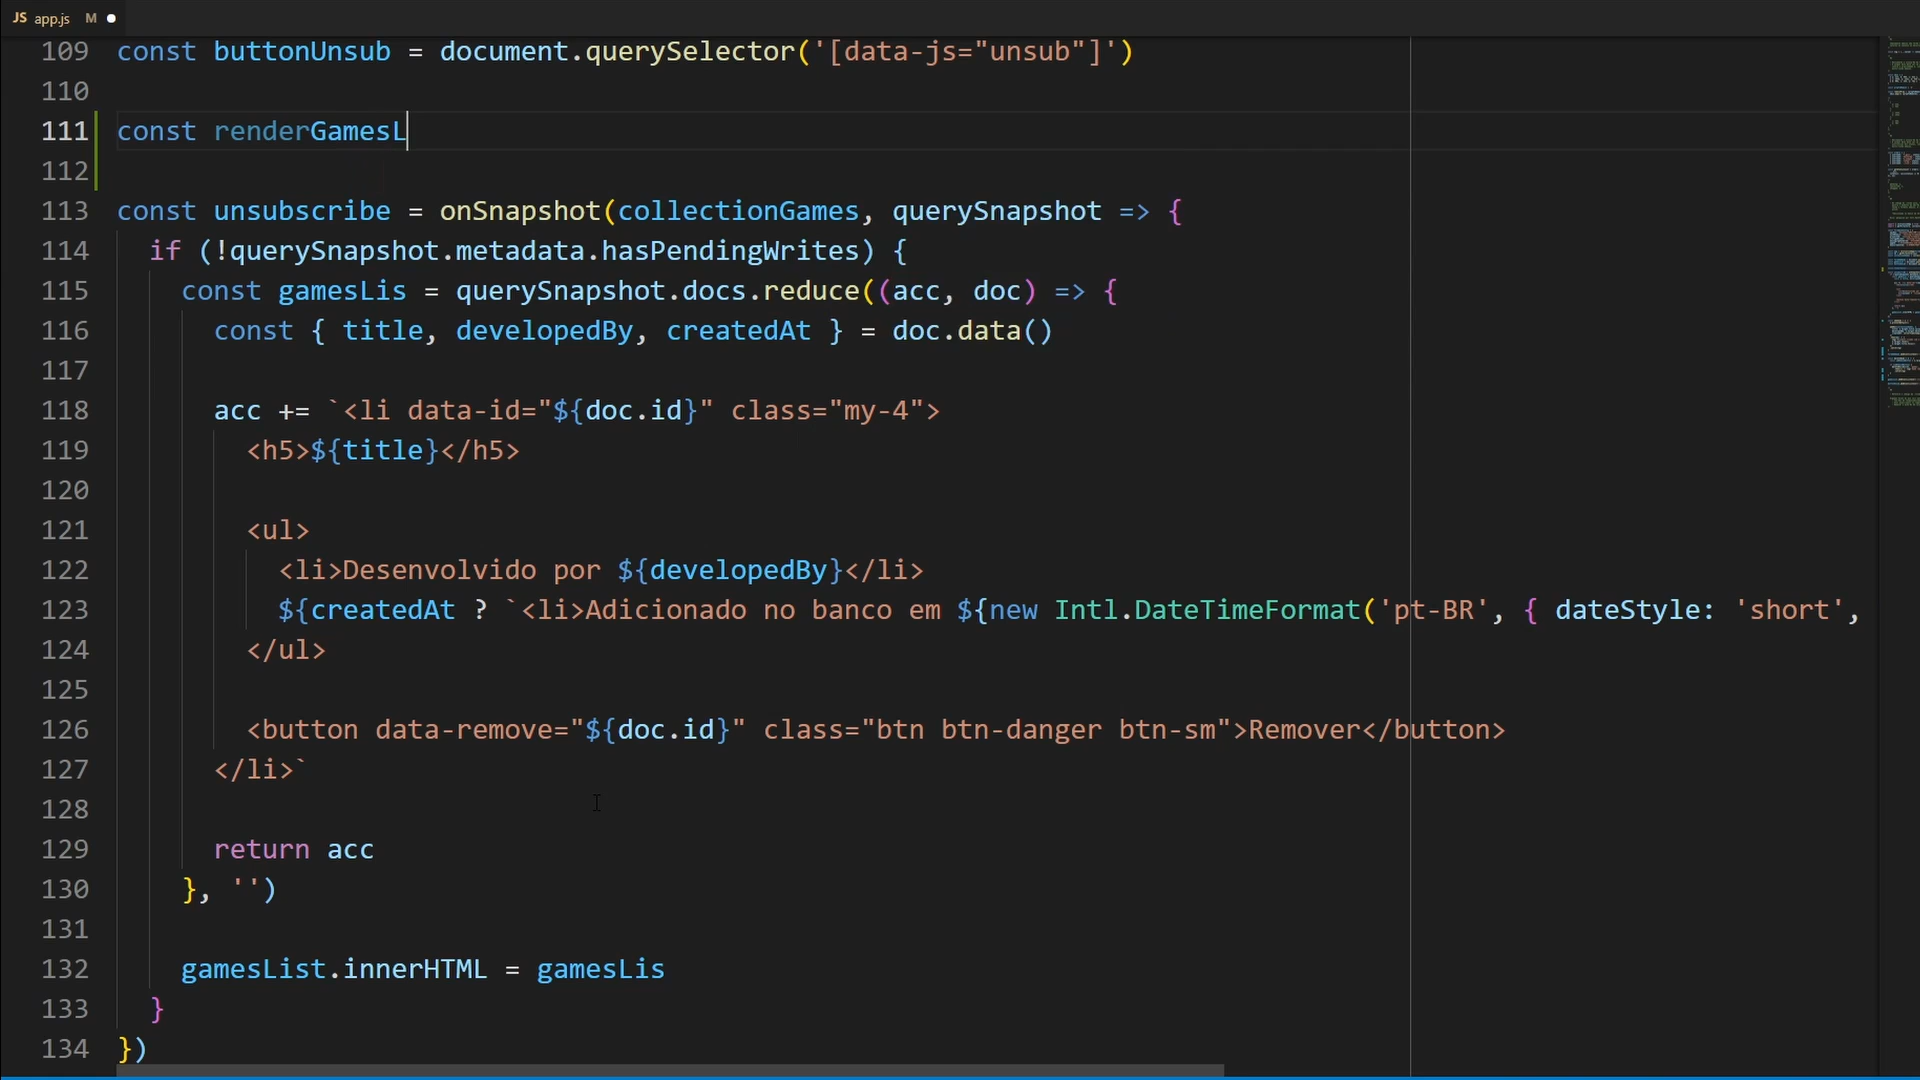 JS app.js M
109 const buttonUnsub = document.querySelector('[data-js="unsub"]')
110
111 const renderGamesL
112
113 const unsubscribe = onSnapshot(collectionGames, querySnapshot => {
114 if (!querySnapshot.metadata.hasPendingWrites) {
115 const gamesLis = querySnapshot.docs.reduce((acc, doc) => {
116 const { title, developedBy, createdAt } = doc.data()
117
118 acc += `<li data-id="${doc.id}" class="my-4">
119 <h5>${title}</h5>
120
121 <ul>
122 <li>Desenvolvido por ${developedBy}</li>
123 ${createdAt ? `<li>Adicionado no banco em ${new Intl.DateTimeFormat('pt-BR', { dateStyle: 'short',
124 </ul>
125
126 <button data-remove="${doc.id}" class="btn btn-danger btn-sm">Remover</button>
127 </li>`
128
129 return acc
130 }, '')
131
132 gamesList.innerHTML = gamesLis
133 }
134 })